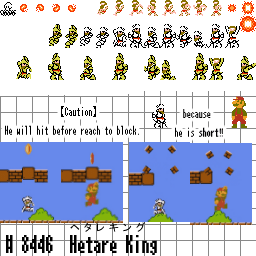 【Caution】
He will hit before reach to block.
because
he is short!!
ヘタレキング
N 8446 Hetare King